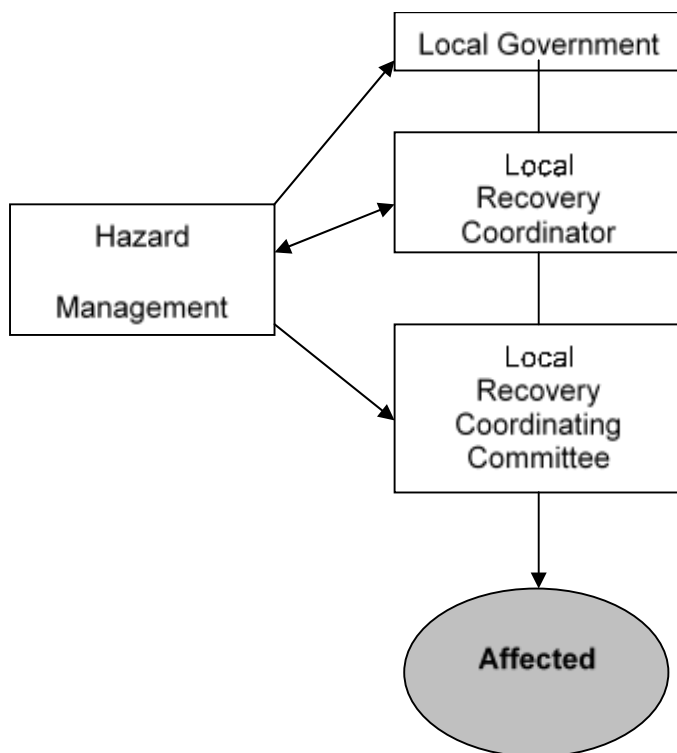 Local Government
Local
Recovery
Coordinator
Hazard
Management
Local
Recovery
Coordinating
Committee
Affected